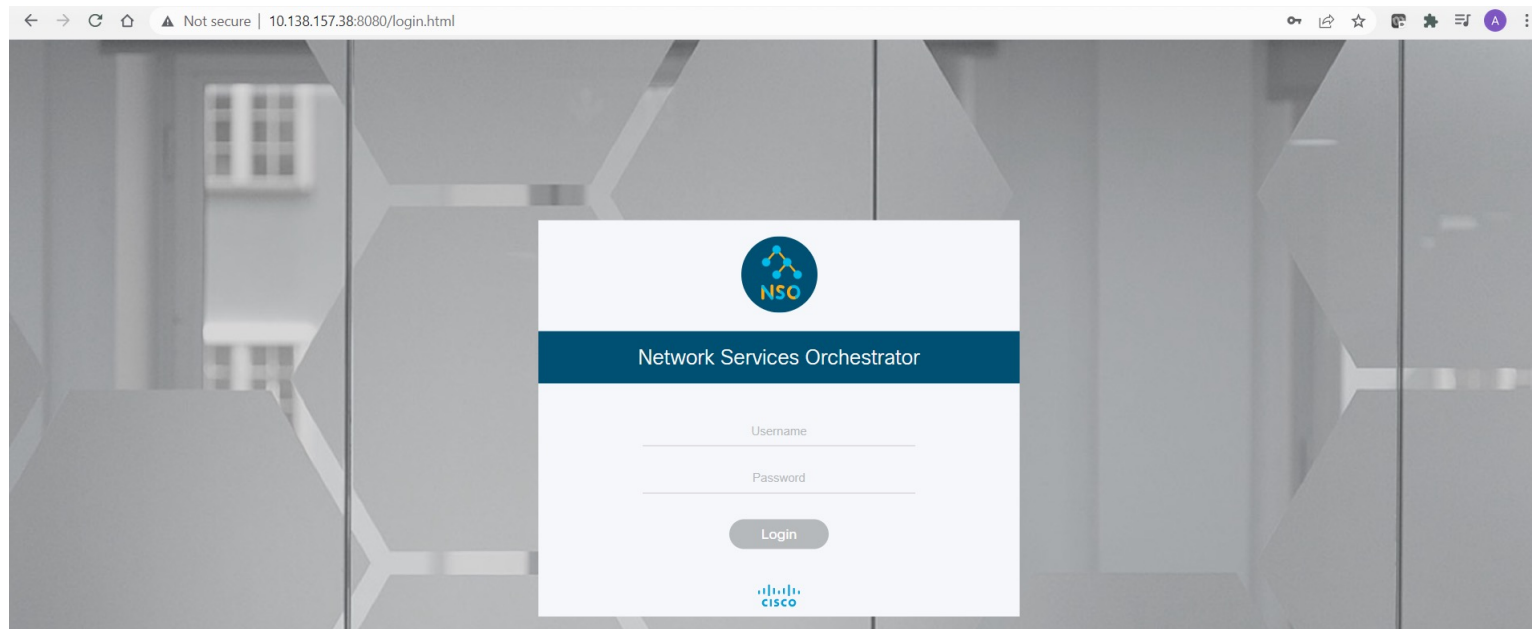 Not secure | 10.138.157.38:8080/login.html
A
NSO
Network Services Orchestrator
Username
Password
Login
CISCO